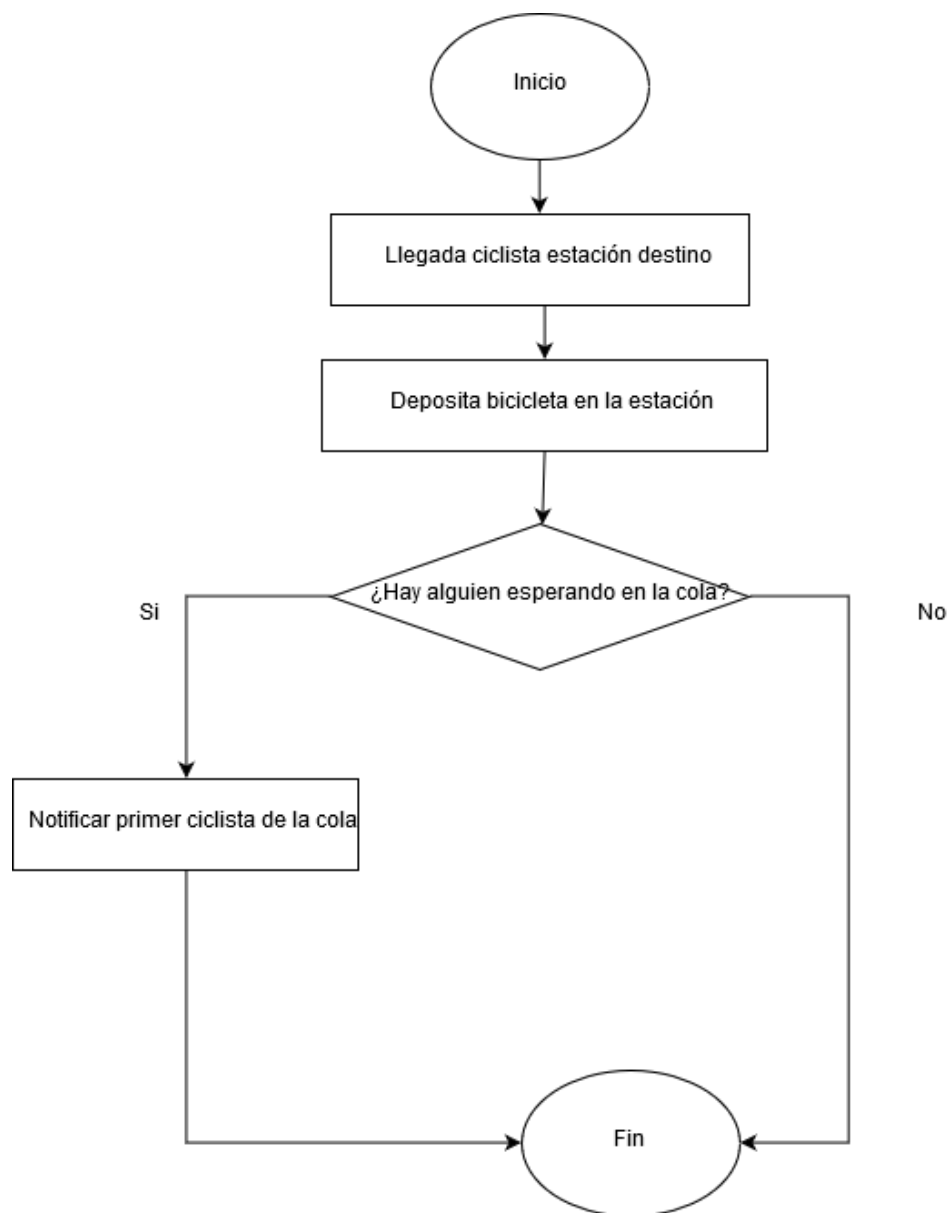 Inicio
Llegada ciclista estación destino
Deposita bicicleta en la estación
¿Hay alguien esperando en la cola?
Si
No
Notificar primer ciclista de la cola
Fin